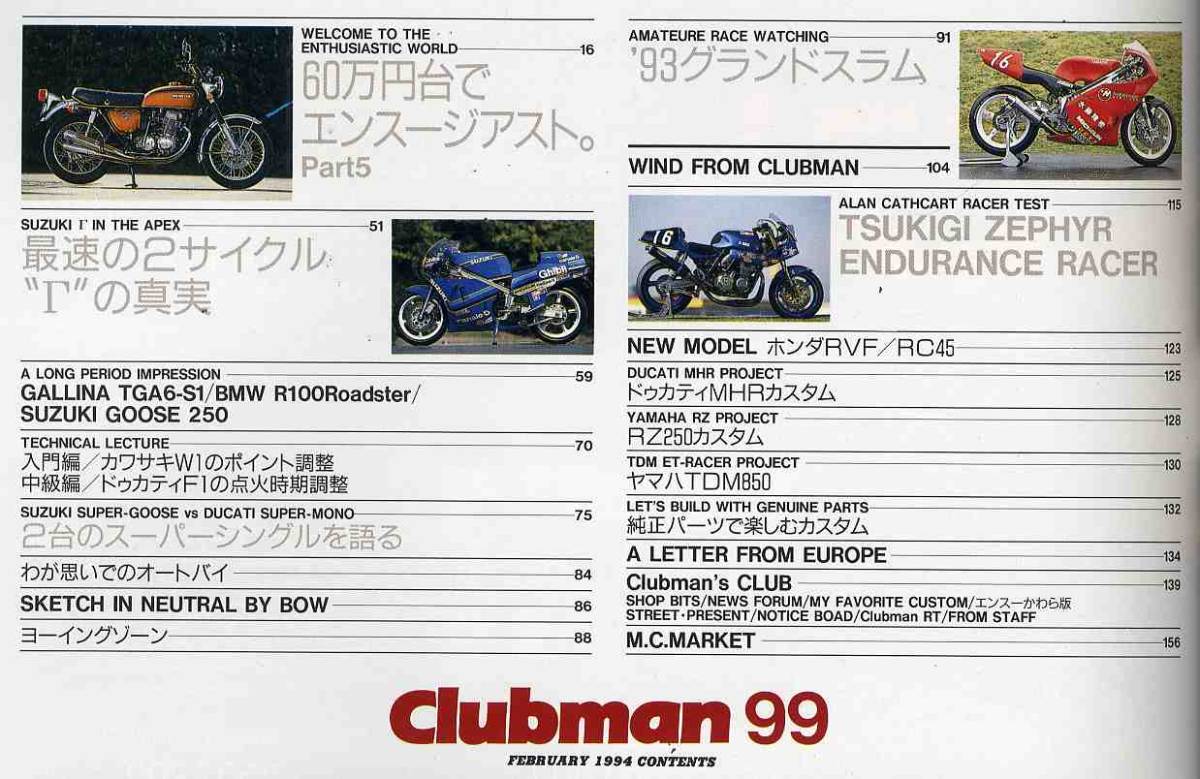 WELCOME TO THE
ENTHUSIASTIC WORLD 16
60万円台で
エンスージアスト。
Part5
SUZUKI Γ IN THE APEX 51
最速の2サイクル
"Γ"の真実
A LONG PERIOD IMPRESSION 59
GALLINA TGA6-S1/BMW R100Roadster/
SUZUKI GOOSE 250
TECHNICAL LECTURE 70
入門編/カワサキW1のポイント調整
中級編/ドゥカティF1の点火時期調整
SUZUKI SUPER-GOOSE vs DUCATI SUPER-MONO 75
2台のスーパーシングルを語る
わが思いでのオートバイ 84
SKETCH IN NEUTRAL BY BOW 86
ヨーイングゾーン 88
AMATEURE RACE WATCHING 91
'93グランドスラム
16
WIND FROM CLUBMAN 104
ALAN CATHCART RACER TEST 115
TSUKIGI ZEPHYR
ENDURANCE RACER
16
SUZUKI
Ghibli
NEW MODEL ホンダRVF/RC45 123
DUCATI MHR PROJECT 125
ドゥカティMHRカスタム
YAMAHA RZ PROJECT 128
RZ250カスタム
TDM ET-RACER PROJECT 130
ヤマハTDM850
LET'S BUILD WITH GENUINE PARTS 132
純正パーツで楽しむカスタム
A LETTER FROM EUROPE 134
Clubman's CLUB 139
SHOP BITS/NEWS FORUM/MY FAVORITE CUSTOM/エンスーかわら版
STREET・PRESENT/NOTICE BOAD/Clubman RT/FROM STAFF
M.C.MARKET 156
Clubman 99
FEBRUARY 1994 CONTENTS